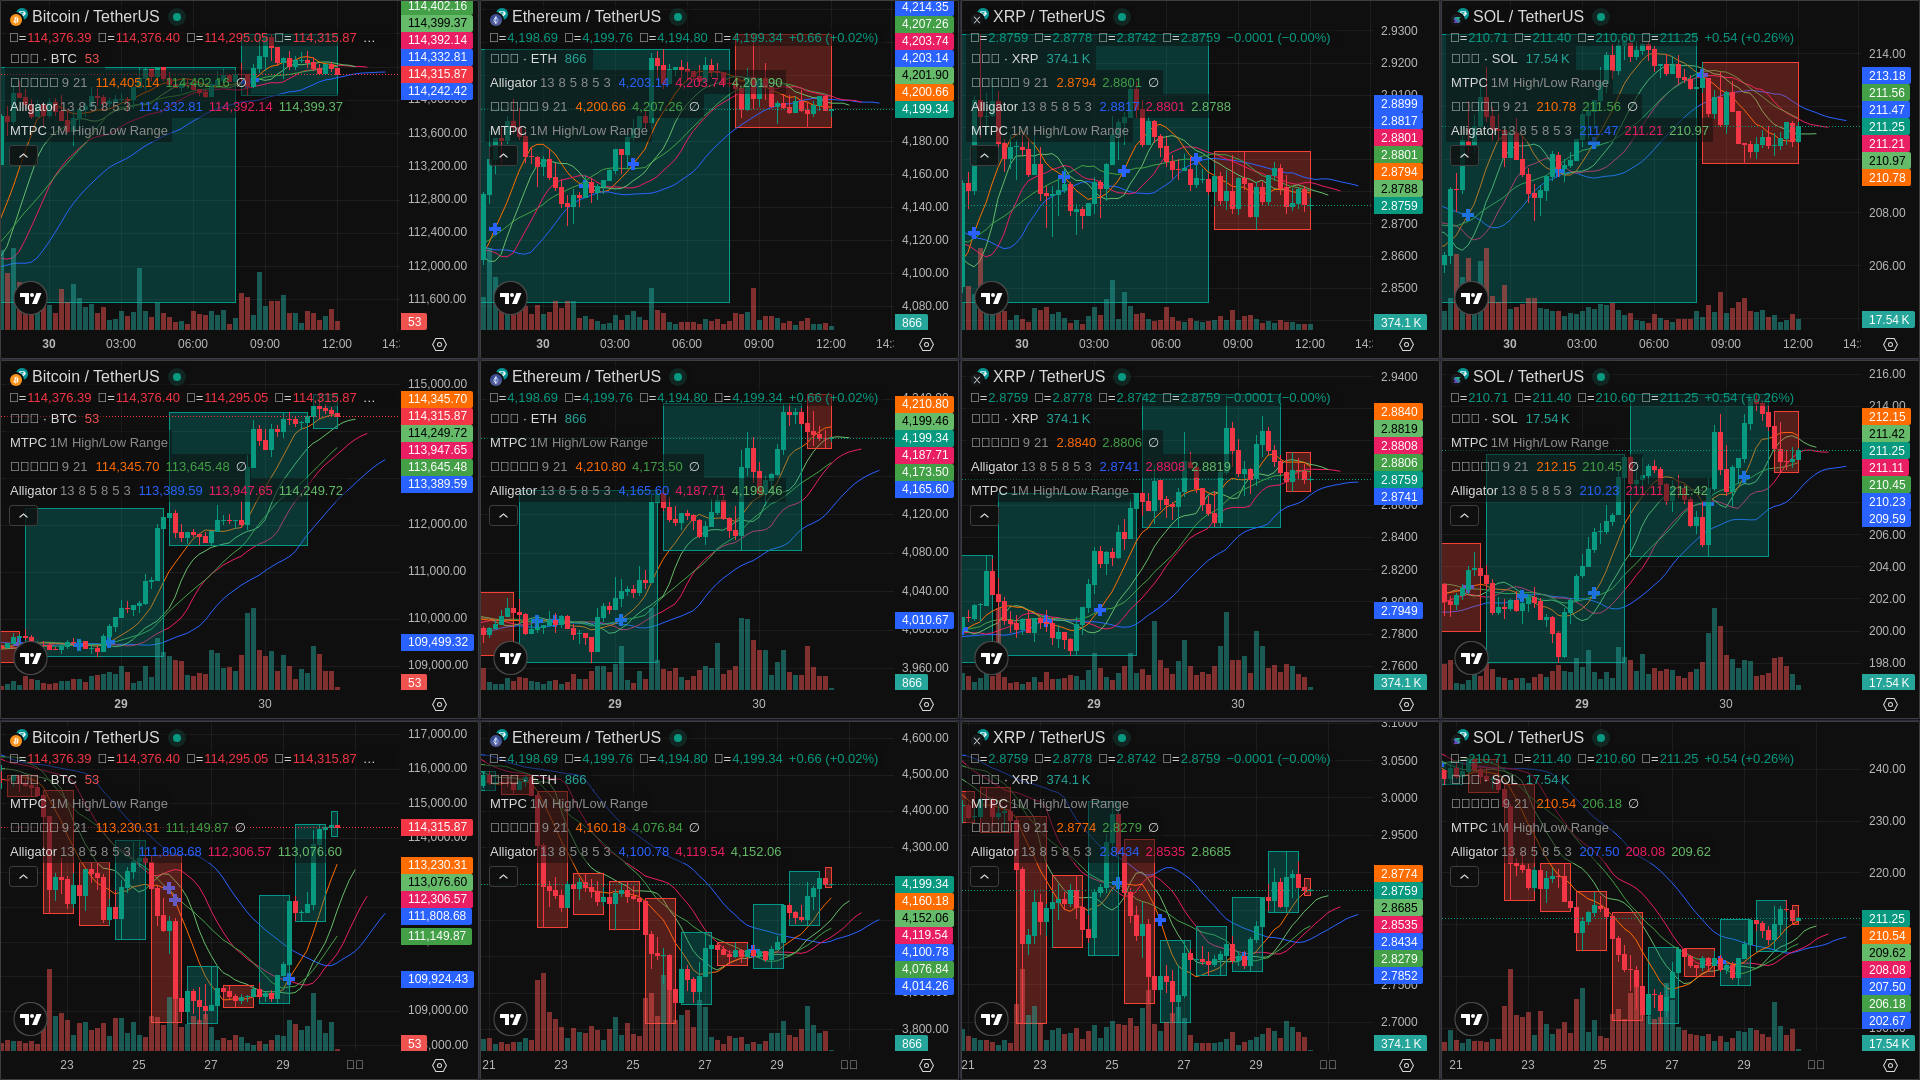 Bitcoin / TetherUS
=114,376.39 =114,376.40 =114,295.05 =114,315.87 …
· BTC 53
9 21 114,405.14 114,402.16 ∅
Alligator 13 8 5 8 5 3 114,332.81 114,392.14 114,399.37
MTPC 1M High/Low Range
114,402.16
114,399.37
114,392.14
114,332.81
114,315.87
114,242.42
113,600.00
113,200.00
112,800.00
112,400.00
112,000.00
111,600.00
53
30 03:00 06:00 09:00 12:00
Ethereum / TetherUS
=4,198.69 =4,199.76 =4,194.80 =4,199.34 +0.66 (+0.02%)
· ETH 866
Alligator 13 8 5 8 5 3 4,203.14 4,203.74 4,201.90
9 21 4,200.66 4,207.26 ∅
MTPC 1M High/Low Range
4,214.35
4,207.26
4,203.74
4,203.14
4,201.90
4,200.66
4,199.34
4,180.00
4,160.00
4,140.00
4,120.00
4,100.00
4,080.00
866
30 03:00 06:00 09:00 12:00
XRP / TetherUS
=2.8759 =2.8778 =2.8742 =2.8759 −0.0001 (−0.00%)
· XRP 374.1 K
9 21 2.8794 2.8801 ∅
Alligator 13 8 5 8 5 3 2.8817 2.8801 2.8788
MTPC 1M High/Low Range
2.9300
2.9200
2.9100
2.8899
2.8817
2.8801
2.8801
2.8794
2.8788
2.8759
2.8700
2.8600
2.8500
374.1 K
30 03:00 06:00 09:00 12:00
SOL / TetherUS
=210.71 =211.40 =210.60 =211.25 +0.54 (+0.26%)
· SOL 17.54 K
MTPC 1M High/Low Range
9 21 210.78 211.56 ∅
Alligator 13 8 5 8 5 3 211.47 211.21 210.97
214.00
213.18
211.56
211.47
211.25
211.21
210.97
210.78
208.00
206.00
17.54 K
30 03:00 06:00 09:00 12:00
Bitcoin / TetherUS
=114,376.39 =114,376.40 =114,295.05 =114,315.87 …
· BTC 53
MTPC 1M High/Low Range
9 21 114,345.70 113,645.48 ∅
Alligator 13 8 5 8 5 3 113,389.59 113,947.65 114,249.72
115,000.00
114,345.70
114,315.87
114,249.72
113,947.65
113,645.48
113,389.59
112,000.00
111,000.00
110,000.00
109,499.32
109,000.00
53
29 30
Ethereum / TetherUS
=4,198.69 =4,199.76 =4,194.80 =4,199.34 +0.66 (+0.02%)
· ETH 866
MTPC 1M High/Low Range
9 21 4,210.80 4,173.50 ∅
Alligator 13 8 5 8 5 3 4,165.60 4,187.71 4,199.46
4,210.80
4,199.46
4,199.34
4,187.71
4,173.50
4,165.60
4,120.00
4,080.00
4,040.00
4,010.67
4,000.00
3,960.00
866
29 30
XRP / TetherUS
=2.8759 =2.8778 =2.8742 =2.8759 −0.0001 (−0.00%)
· XRP 374.1 K
9 21 2.8840 2.8806 ∅
Alligator 13 8 5 8 5 3 2.8741 2.8808 2.8819
MTPC 1M High/Low Range
2.9400
2.8840
2.8819
2.8808
2.8806
2.8759
2.8741
2.8600
2.8400
2.8200
2.8000
2.7949
2.7800
2.7600
374.1 K
29 30
SOL / TetherUS
=210.71 =211.40 =210.60 =211.25 +0.54 (+0.26%)
· SOL 17.54 K
MTPC 1M High/Low Range
9 21 212.15 210.45 ∅
Alligator 13 8 5 8 5 3 210.23 211.11 211.42
216.00
214.00
212.15
211.42
211.25
211.11
210.45
210.23
209.59
206.00
204.00
202.00
200.00
198.00
17.54 K
29 30
Bitcoin / TetherUS
=114,376.39 =114,376.40 =114,295.05 =114,315.87 …
· BTC 53
MTPC 1M High/Low Range
9 21 113,230.31 111,149.87 ∅
Alligator 13 8 5 8 5 3 111,808.68 112,306.57 113,076.60
117,000.00
116,000.00
115,000.00
114,315.87
114,000.00
113,230.31
113,076.60
112,306.57
111,808.68
111,149.87
109,924.43
109,000.00
53
23 25 27 29
Ethereum / TetherUS
=4,198.69 =4,199.76 =4,194.80 =4,199.34 +0.66 (+0.02%)
· ETH 866
MTPC 1M High/Low Range
9 21 4,160.18 4,076.84 ∅
Alligator 13 8 5 8 5 3 4,100.78 4,119.54 4,152.06
4,600.00
4,500.00
4,400.00
4,300.00
4,199.34
4,160.18
4,152.06
4,119.54
4,100.78
4,076.84
4,014.26
3,800.00
866
21 23 25 27 29
XRP / TetherUS
=2.8759 =2.8778 =2.8742 =2.8759 −0.0001 (−0.00%)
· XRP 374.1 K
MTPC 1M High/Low Range
9 21 2.8774 2.8279 ∅
Alligator 13 8 5 8 5 3 2.8434 2.8535 2.8685
3.1000
3.0500
3.0000
2.9500
2.8774
2.8759
2.8685
2.8535
2.8434
2.8279
2.7852
2.7500
2.7000
374.1 K
21 23 25 27 29
SOL / TetherUS
=210.71 =211.40 =210.60 =211.25 +0.54 (+0.26%)
· SOL 17.54 K
9 21 210.54 206.18 ∅
MTPC 1M High/Low Range
Alligator 13 8 5 8 5 3 207.50 208.08 209.62
240.00
230.00
220.00
211.25
210.54
209.62
208.08
207.50
206.18
202.67
17.54 K
21 23 25 27 29